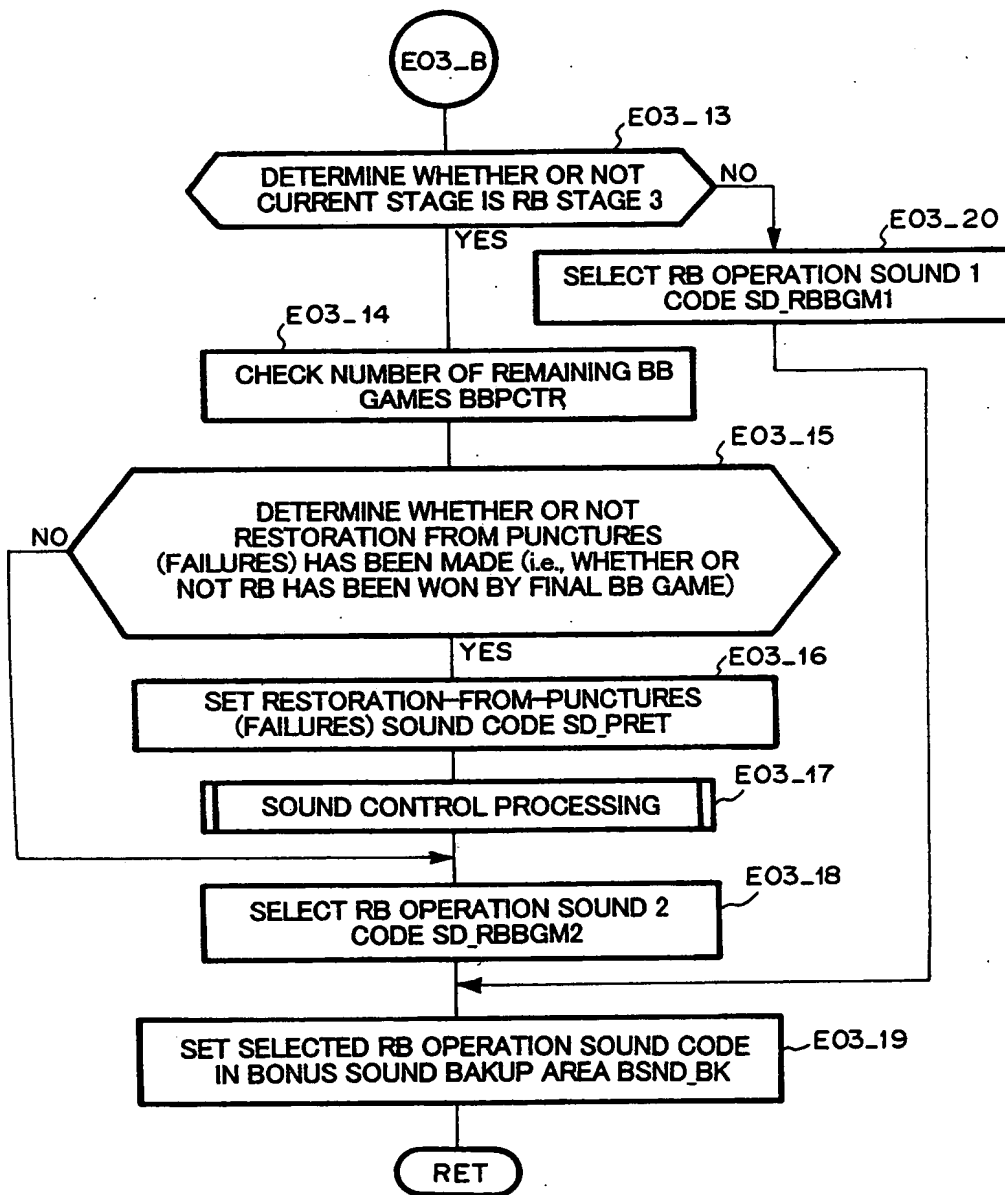 E03_B
E03_13
DETERMINE WHETHER OR NOT
CURRENT STAGE IS RB STAGE 3
NO
YES
E03_20
SELECT RB OPERATION SOUND 1
CODE SD_RBBGM1
E03_14
CHECK NUMBER OF REMAINING BB
GAMES BBPCTR
E03_15
NO
DETERMINE WHETHER OR NOT
RESTORATION FROM PUNCTURES
(FAILURES) HAS BEEN MADE (i.e., WHETHER OR
NOT RB HAS BEEN WON BY FINAL BB GAME)
YES
E03_16
SET RESTORATION-FROM-PUNCTURES
(FAILURES) SOUND CODE SD_PRET
E03_17
SOUND CONTROL PROCESSING
E03_18
SELECT RB OPERATION SOUND 2
CODE SD_RBBGM2
E03_19
SET SELECTED RB OPERATION SOUND CODE
IN BONUS SOUND BAKUP AREA BSND_BK
RET